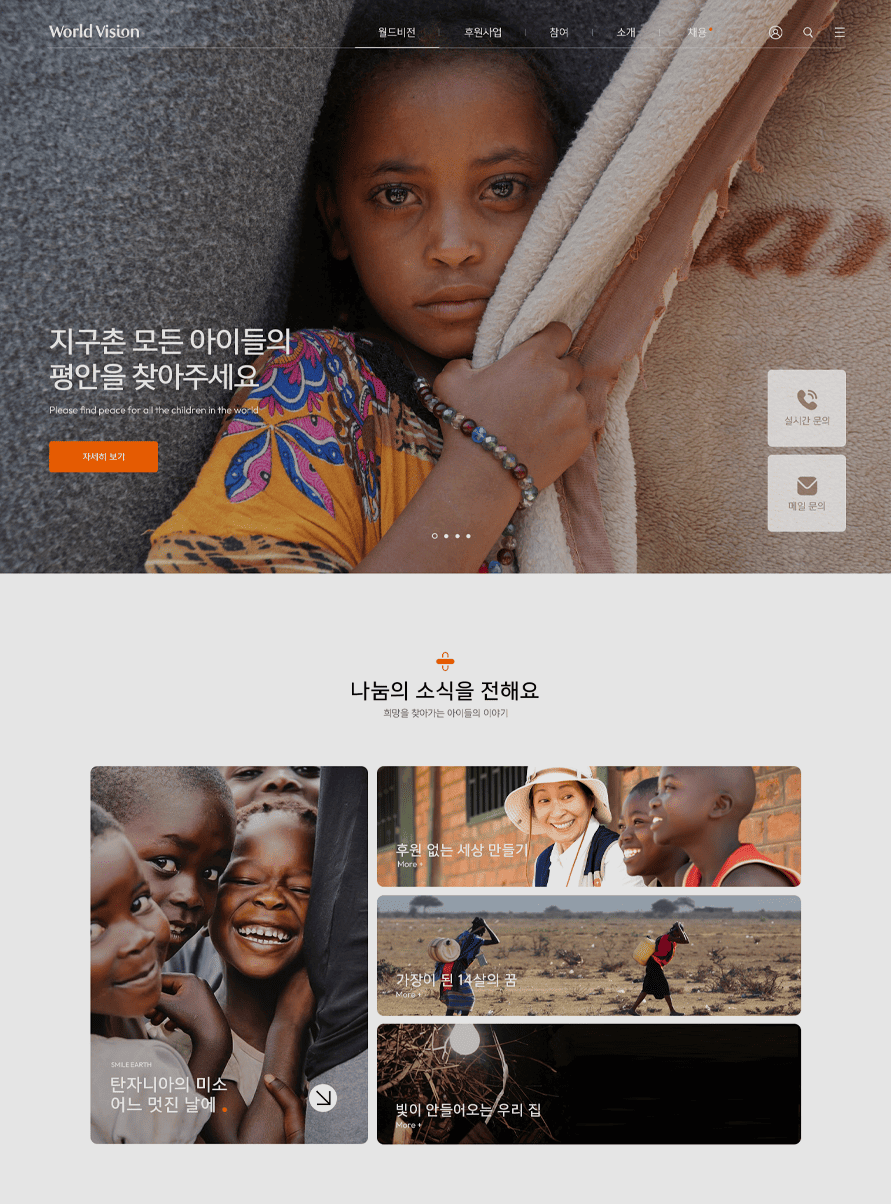 World Vision
월드비전
후원사업
참여
소개
채용
지구촌 모든 아이들의
평안을 찾아주세요
Please find peace for all the children in the world
자세히 보기
실시간 문의
메일 문의
나눔의 소식을 전해요
희망을 찾아가는 아이들의 이야기
후원 없는 세상 만들기
More +
가장이 된 14살의 꿈
More +
SMILE EARTH
탄자니아의 미소
어느 멋진 날에
빛이 안들어오는 우리 집
More +